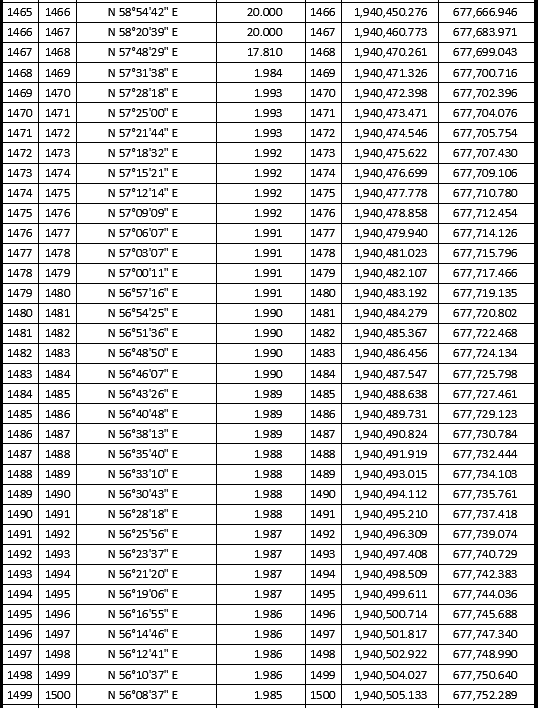 1465 1466 N 58°54'42" E 20.000 1466 1,940,450.276 677,666.946
1466 1467 N 58°20'39" E 20.000 1467 1,940,460.773 677,683.971
1467 1468 N 57°48'29" E 17.810 1468 1,940,470.261 677,699.043
1468 1469 N 57°31'38" E 1.984 1469 1,940,471.326 677,700.716
1469 1470 N 57°28'18" E 1.993 1470 1,940,472.398 677,702.396
1470 1471 N 57°25'00" E 1.993 1471 1,940,473.471 677,704.076
1471 1472 N 57°21'44" E 1.993 1472 1,940,474.546 677,705.754
1472 1473 N 57°18'32" E 1.992 1473 1,940,475.622 677,707.430
1473 1474 N 57°15'21" E 1.992 1474 1,940,476.699 677,709.106
1474 1475 N 57°12'14" E 1.992 1475 1,940,477.778 677,710.780
1475 1476 N 57°09'09" E 1.992 1476 1,940,478.858 677,712.454
1476 1477 N 57°06'07" E 1.991 1477 1,940,479.940 677,714.126
1477 1478 N 57°03'07" E 1.991 1478 1,940,481.023 677,715.796
1478 1479 N 57°00'11" E 1.991 1479 1,940,482.107 677,717.466
1479 1480 N 56°57'16" E 1.991 1480 1,940,483.192 677,719.135
1480 1481 N 56°54'25" E 1.990 1481 1,940,484.279 677,720.802
1481 1482 N 56°51'36" E 1.990 1482 1,940,485.367 677,722.468
1482 1483 N 56°48'50" E 1.990 1483 1,940,486.456 677,724.134
1483 1484 N 56°46'07" E 1.990 1484 1,940,487.547 677,725.798
1484 1485 N 56°43'26" E 1.989 1485 1,940,488.638 677,727.461
1485 1486 N 56°40'48" E 1.989 1486 1,940,489.731 677,729.123
1486 1487 N 56°38'13" E 1.989 1487 1,940,490.824 677,730.784
1487 1488 N 56°35'40" E 1.988 1488 1,940,491.919 677,732.444
1488 1489 N 56°33'10" E 1.988 1489 1,940,493.015 677,734.103
1489 1490 N 56°30'43" E 1.988 1490 1,940,494.112 677,735.761
1490 1491 N 56°28'18" E 1.988 1491 1,940,495.210 677,737.418
1491 1492 N 56°25'56" E 1.987 1492 1,940,496.309 677,739.074
1492 1493 N 56°23'37" E 1.987 1493 1,940,497.408 677,740.729
1493 1494 N 56°21'20" E 1.987 1494 1,940,498.509 677,742.383
1494 1495 N 56°19'06" E 1.987 1495 1,940,499.611 677,744.036
1495 1496 N 56°16'55" E 1.986 1496 1,940,500.714 677,745.688
1496 1497 N 56°14'46" E 1.986 1497 1,940,501.817 677,747.340
1497 1498 N 56°12'41" E 1.986 1498 1,940,502.922 677,748.990
1498 1499 N 56°10'37" E 1.986 1499 1,940,504.027 677,750.640
1499 1500 N 56°08'37" E 1.985 1500 1,940,505.133 677,752.289